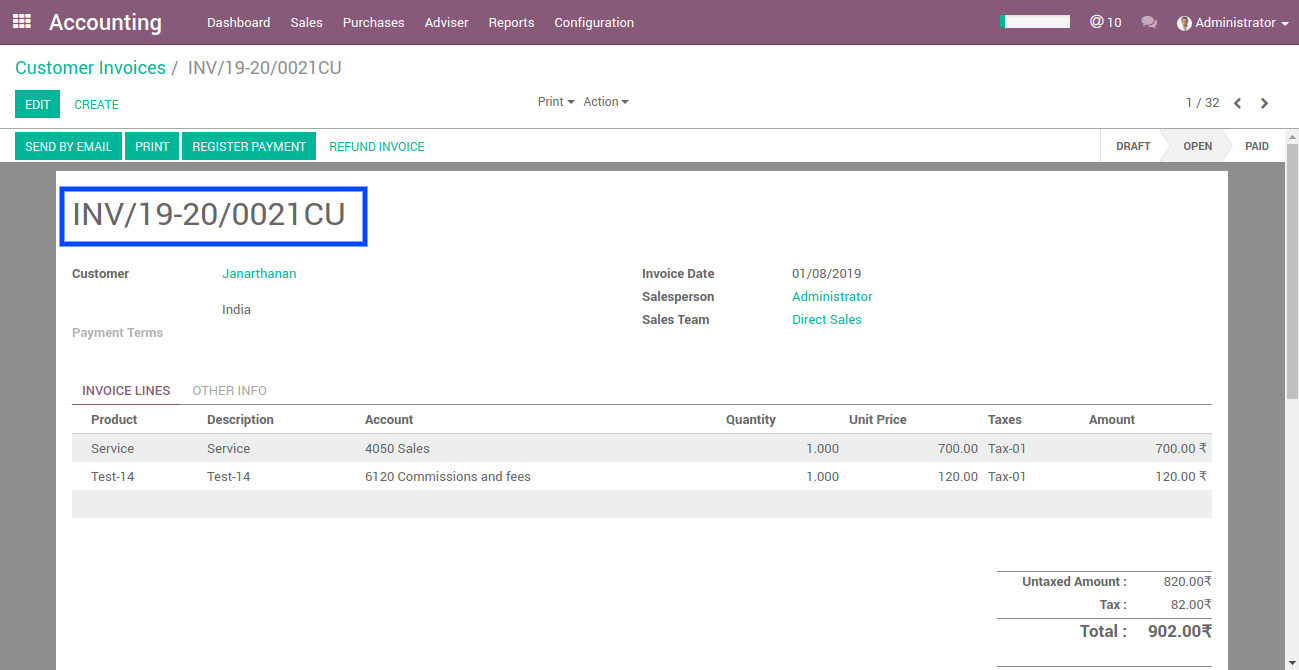 Accounting Dashboard Sales Purchases Adviser Reports Configuration @ 10 Administrator
Customer Invoices / INV/19-20/0021CU
EDIT CREATE Print Action 1 / 32
SEND BY EMAIL PRINT REGISTER PAYMENT REFUND INVOICE DRAFT OPEN PAID
INV/19-20/0021CU
Customer Janarthanan Invoice Date 01/08/2019
Salesperson Administrator
India
Sales Team Direct Sales
Payment Terms
INVOICE LINES OTHER INFO
Product Description Account Quantity Unit Price Taxes Amount
Service Service 4050 Sales 1.000 700.00 Tax-01 700.00 ₹
Test-14 Test-14 6120 Commissions and fees 1.000 120.00 Tax-01 120.00 ₹
Untaxed Amount : 820.00₹
Tax : 82.00₹
Total : 902.00₹